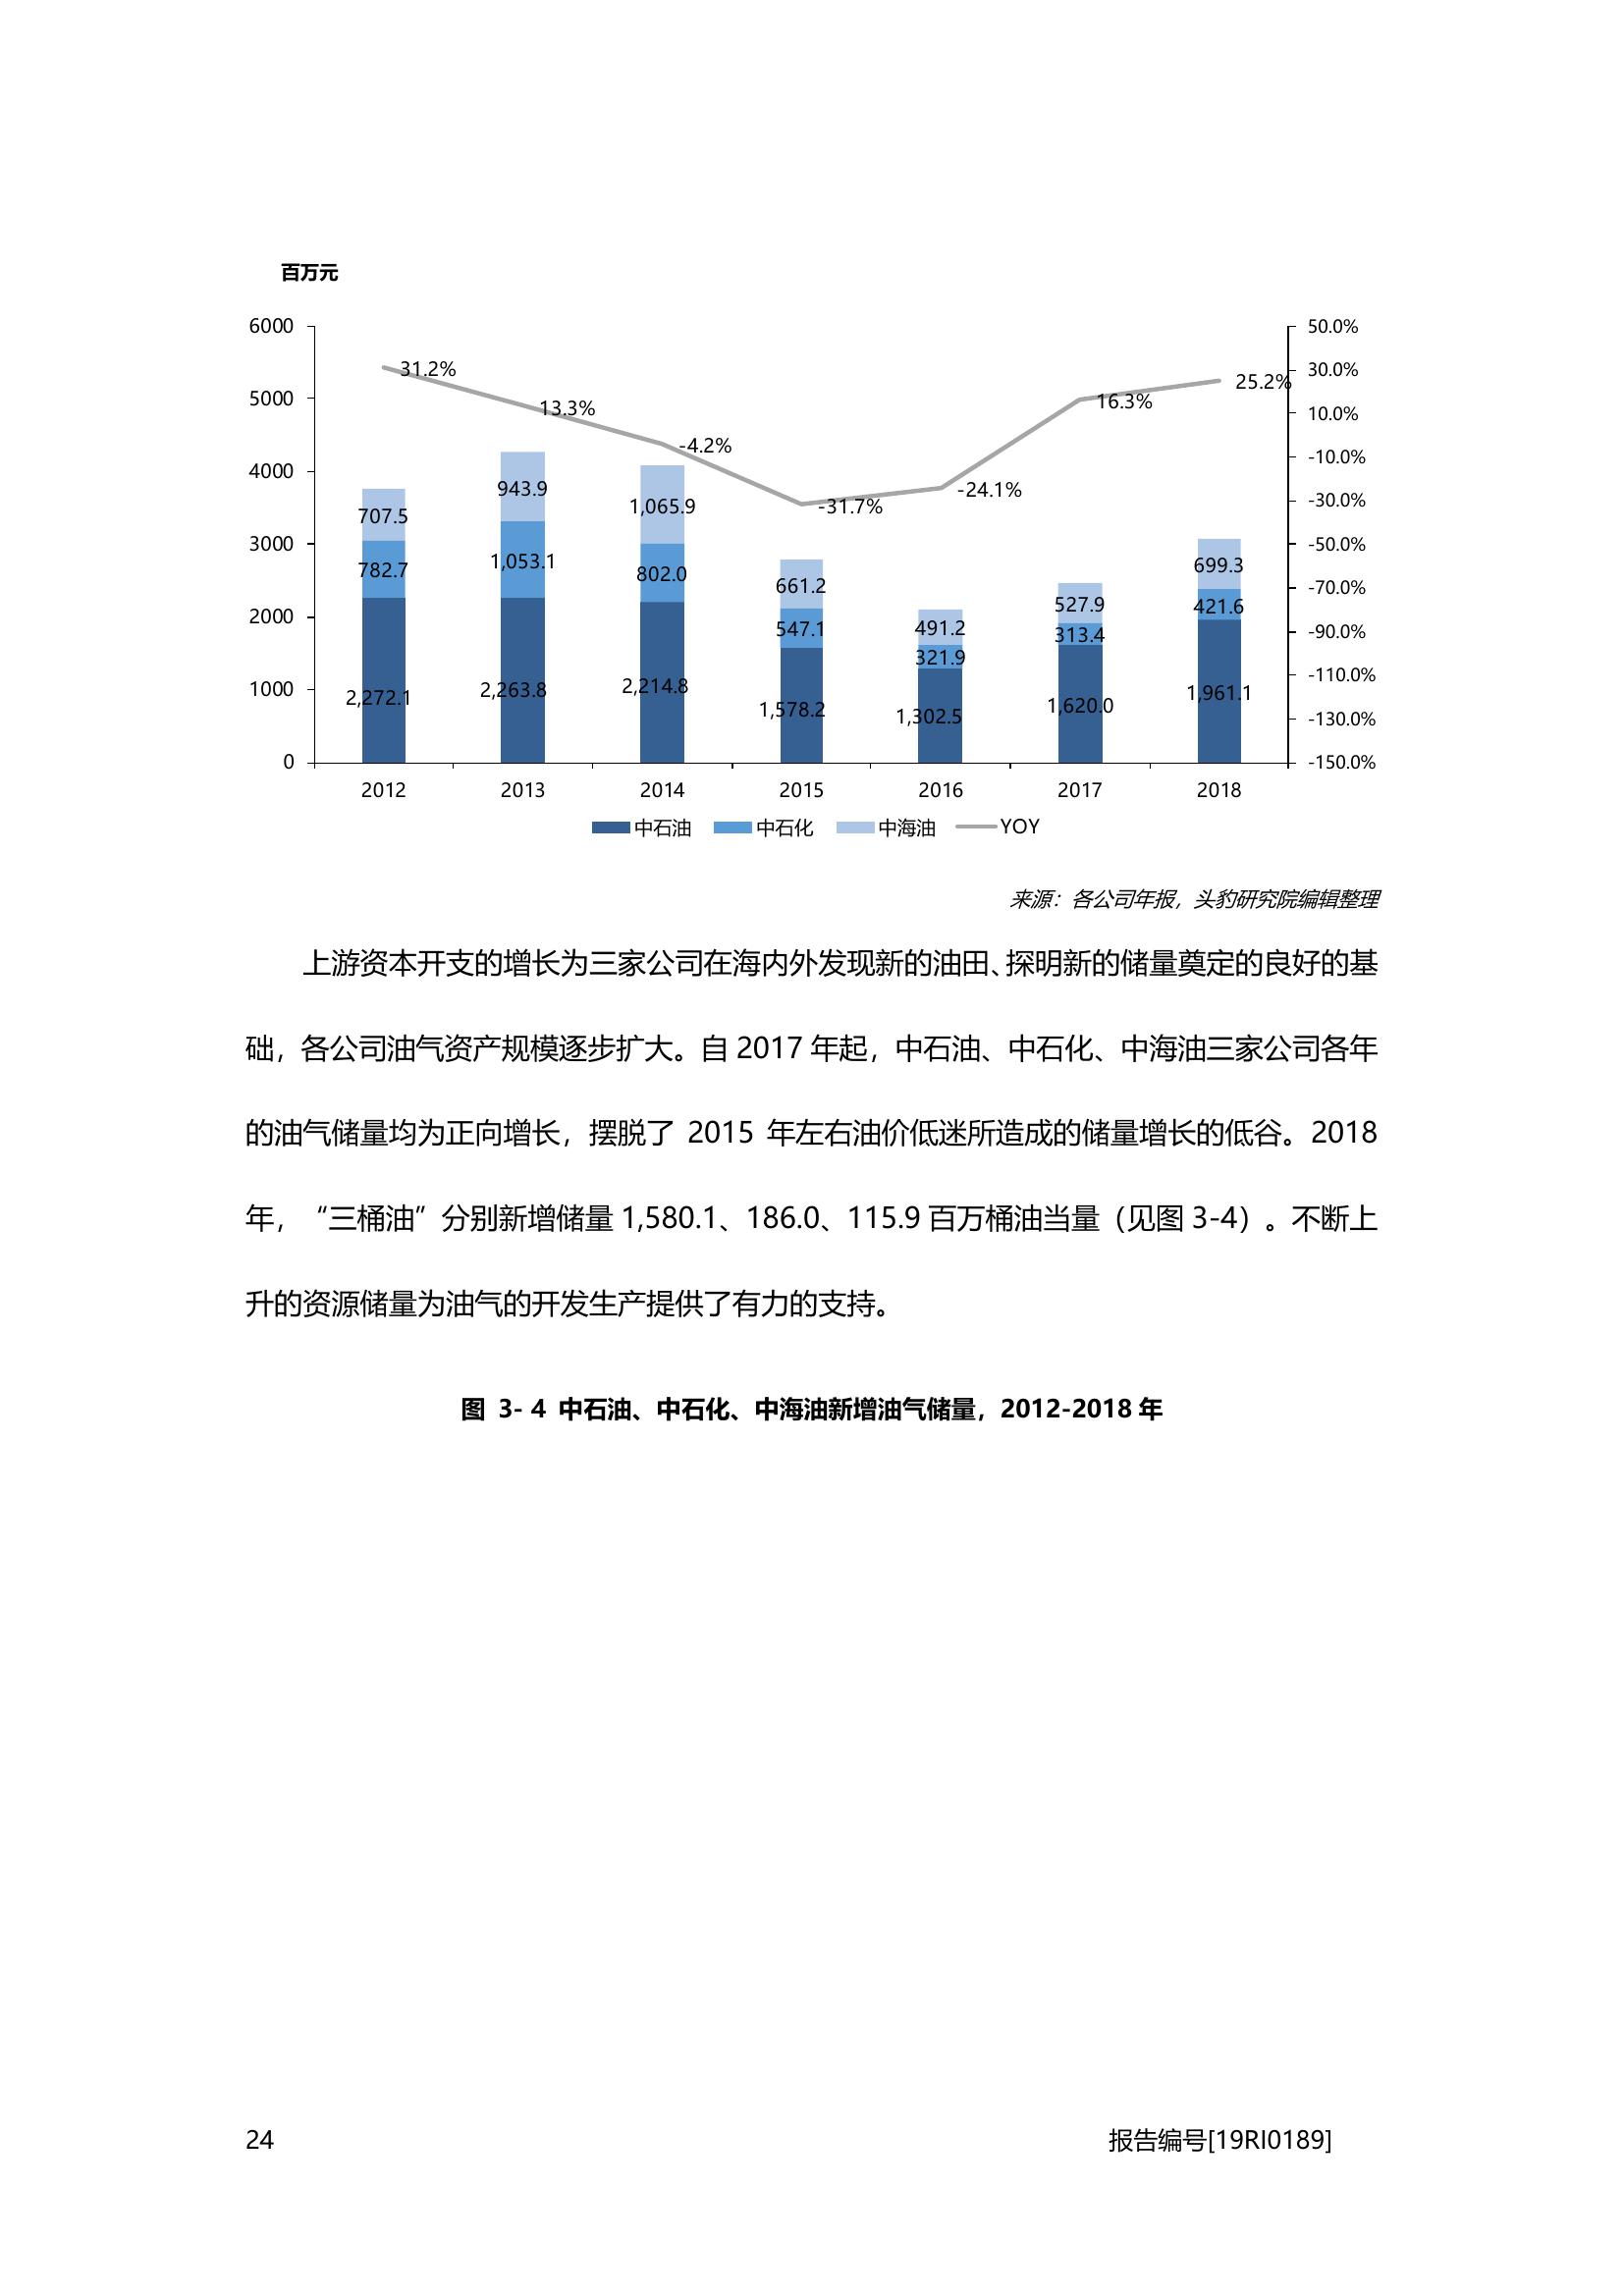 百万元
6000 50.0%
5000 30.0%
4000 10.0%
3000 -10.0%
2000 -30.0%
1000 -50.0%
0 -70.0%
-90.0%
-110.0%
-130.0%
-150.0%
31.2% 13.3% -4.2% -31.7% -24.1% 16.3% 25.2%
707.5 943.9 1,065.9 661.2 491.2 527.9 699.3
782.7 1,053.1 802.0 547.1 321.9 313.4 421.6
2,272.1 2,263.8 2,214.8 1,578.2 1,302.5 1,620.0 1,961.1
2012 2013 2014 2015 2016 2017 2018
中石油 中石化 中海油 YOY
来源：各公司年报，头豹研究院编辑整理
上游资本开支的增长为三家公司在海内外发现新的油田、探明新的储量奠定的良好的基
础，各公司油气资产规模逐步扩大。自 2017 年起，中石油、中石化、中海油三家公司各年
的油气储量均为正向增长，摆脱了 2015 年左右油价低迷所造成的储量增长的低谷。2018
年，“三桶油”分别新增储量 1,580.1、186.0、115.9 百万桶油当量（见图 3-4）。不断上
升的资源储量为油气的开发生产提供了有力的支持。
图 3- 4 中石油、中石化、中海油新增油气储量，2012-2018 年
24 报告编号[19RI0189]